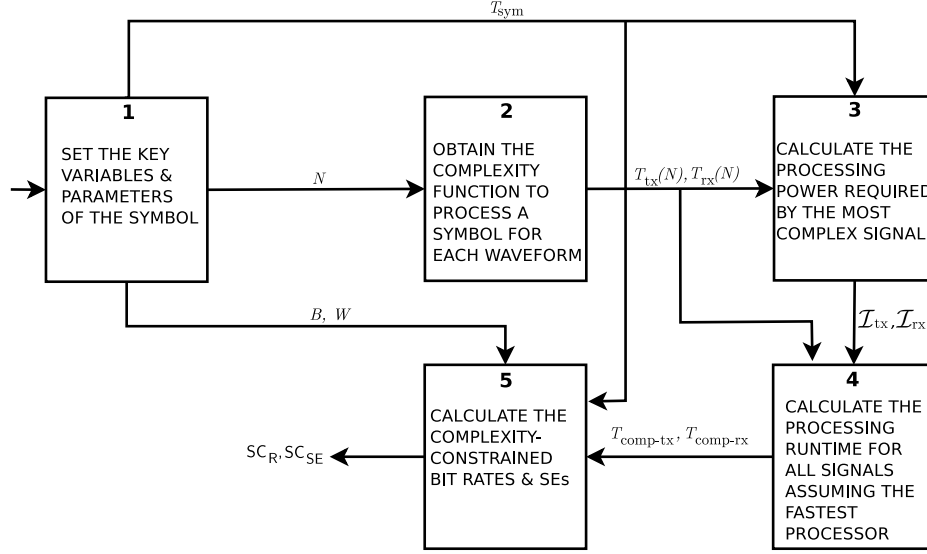 T_sym
1
SET THE KEY
VARIABLES &
PARAMETERS
OF THE SYMBOL
N
2
OBTAIN THE
COMPLEXITY
FUNCTION TO
PROCESS A
SYMBOL FOR
EACH WAVEFORM
T_tx(N), T_rx(N)
3
CALCULATE THE
PROCESSING
POWER REQUIRED
BY THE MOST
COMPLEX SIGNAL
B, W
ℐ_tx, ℐ_rx
5
CALCULATE THE
COMPLEXITY-
CONSTRAINED
BIT RATES & SEs
4
CALCULATE THE
PROCESSING
RUNTIME FOR
ALL SIGNALS
ASSUMING THE
FASTEST
PROCESSOR
T_comp-tx, T_comp-rx
SC_R, SC_SE